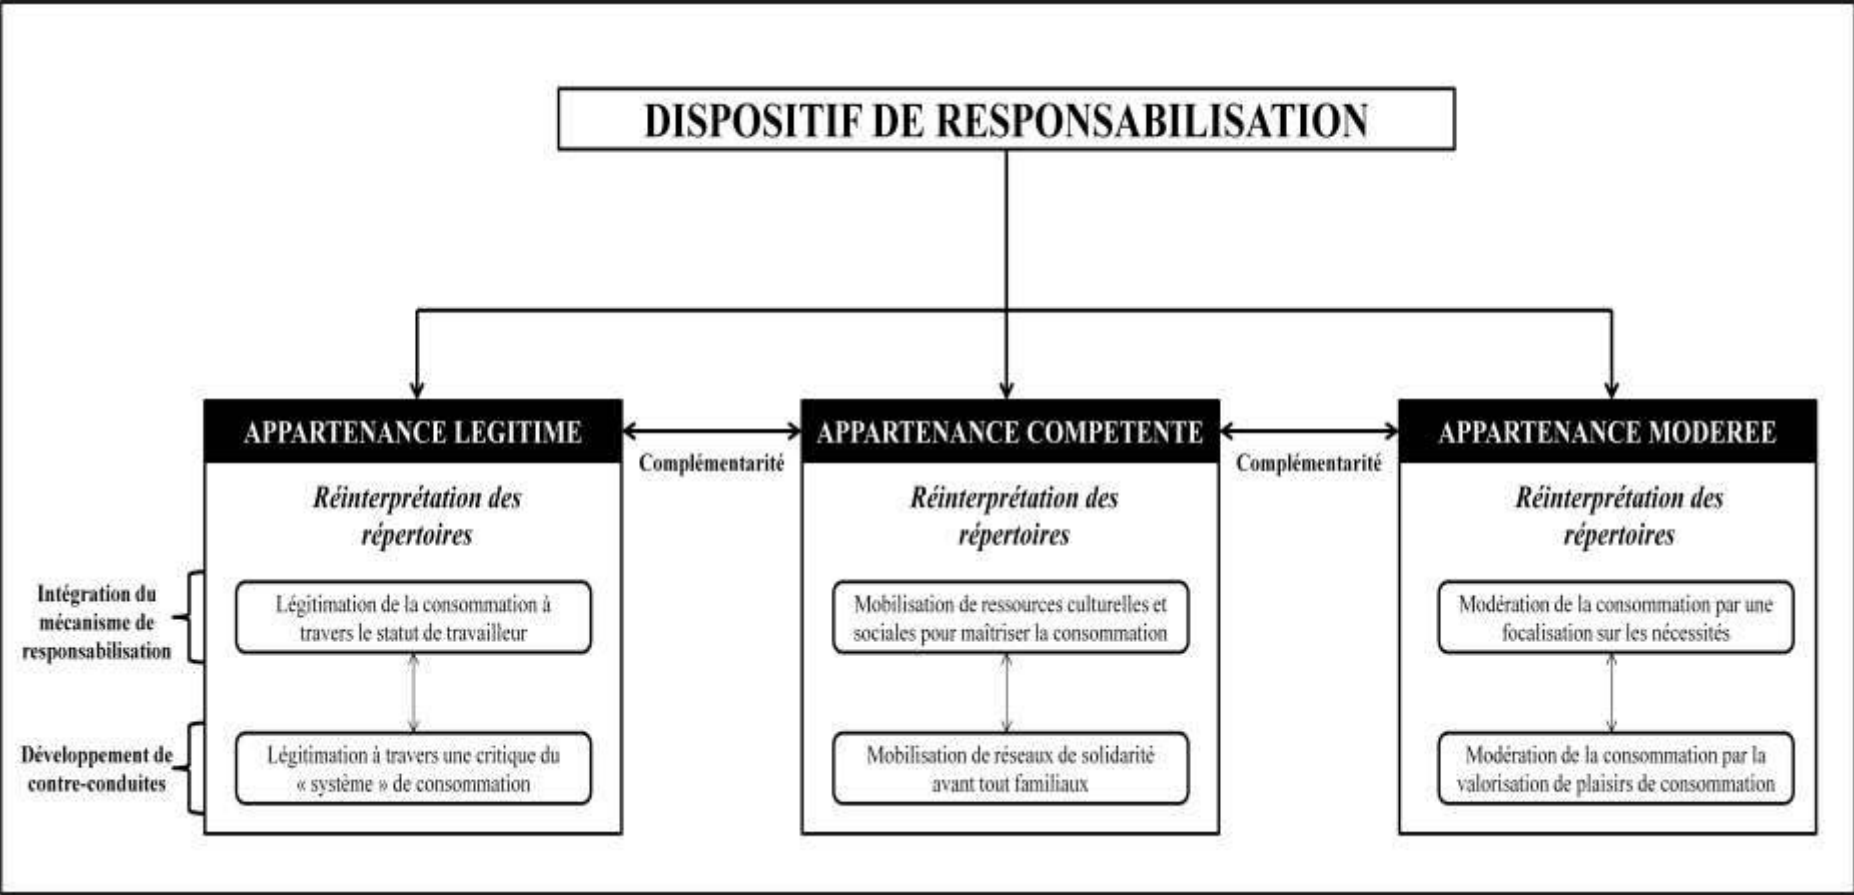 DISPOSITIF DE RESPONSABILISATION
APPARTENANCE LEGITIME
Complémentarité
APPARTENANCE COMPETENTE
Complémentarité
APPARTENANCE MODEREE
Réinterprétation des
répertoires
Réinterprétation des
répertoires
Réinterprétation des
répertoires
Intégration du
mécanisme de
responsabilisation
Légitimation de la consommation à
travers le statut de travailleur
Mobilisation de ressources culturelles et
sociales pour maîtriser la consommation
Modération de la consommation par une
focalisation sur les nécessités
Développement de
contre-conduites
Légitimation à travers une critique du
« système » de consommation
Mobilisation de réseaux de solidarité
avant tout familiaux
Modération de la consommation par la
valorisation de plaisirs de consommation